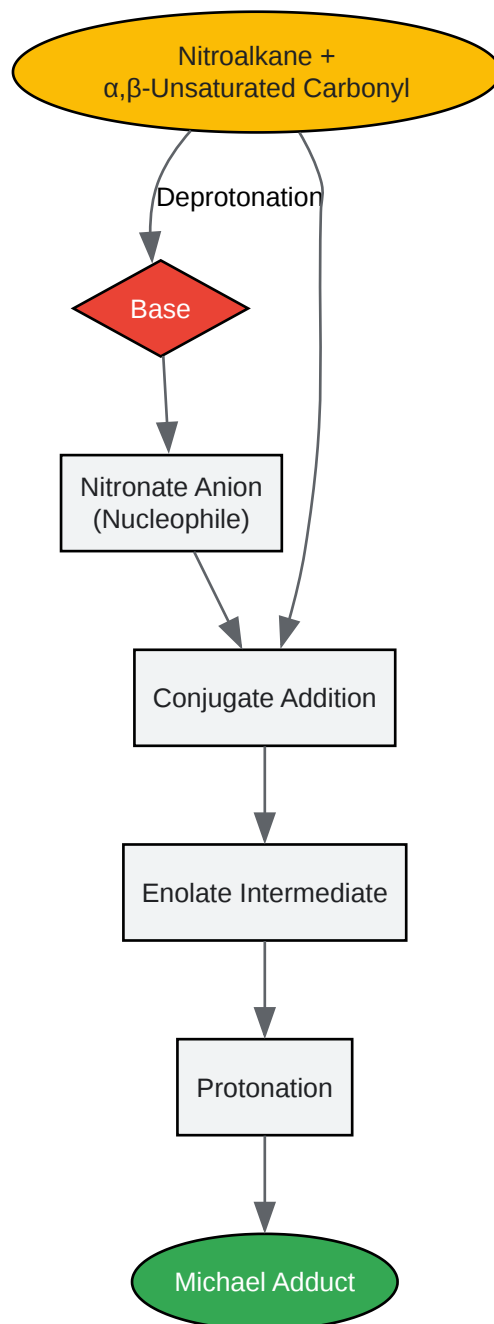 Nitroalkane +
α,β-Unsaturated Carbonyl
Deprotonation
Base
Nitronate Anion
(Nucleophile)
Conjugate Addition
Enolate Intermediate
Protonation
Michael Adduct